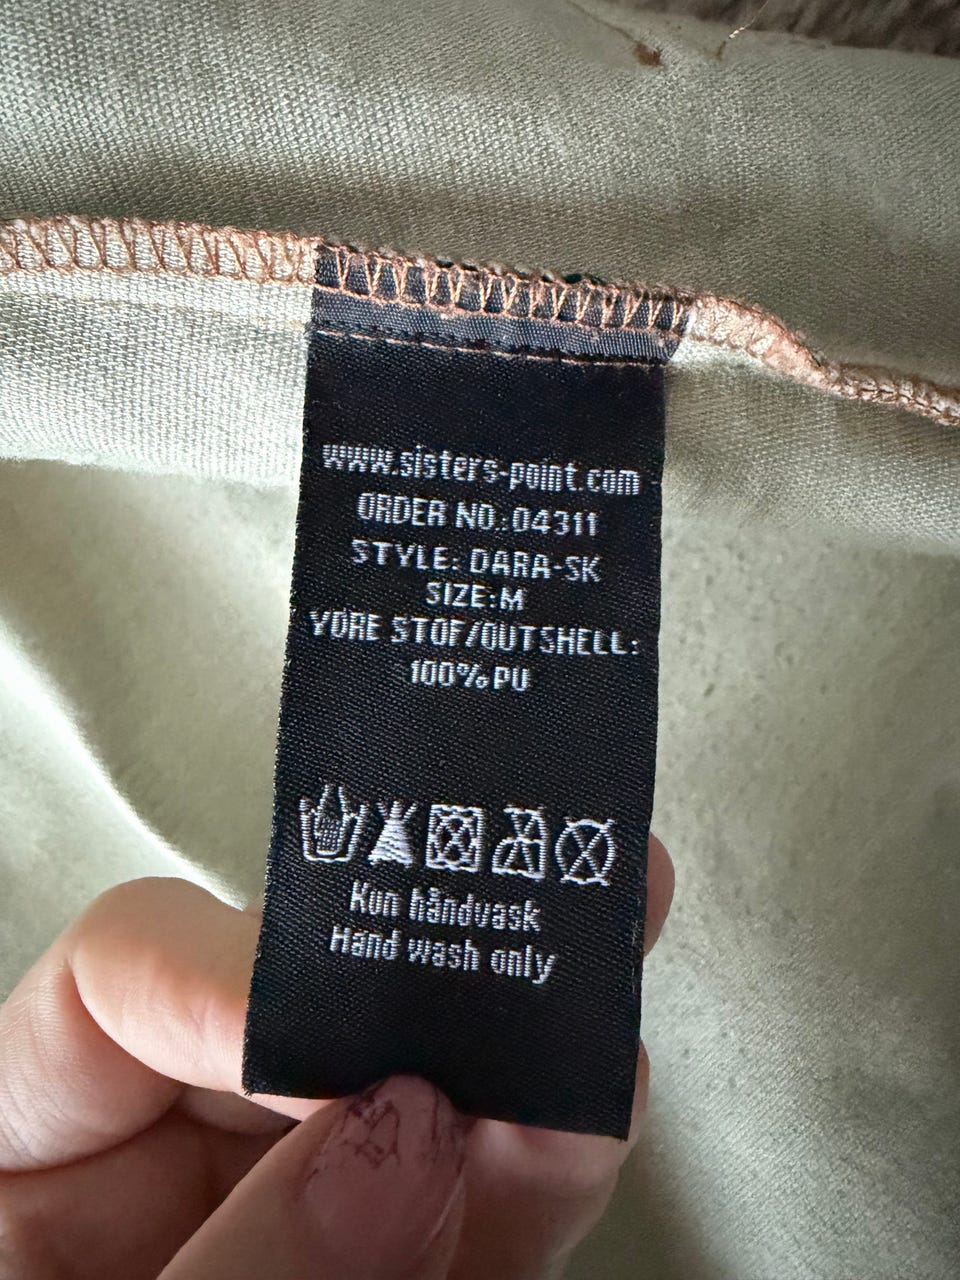 www.sisters-point.com
ORDER NO.:04311
STYLE: DARA-SK
SIZE:M
YDRE STOF/OUTSHELL:
100% PU
Kun håndvask
Hand wash only